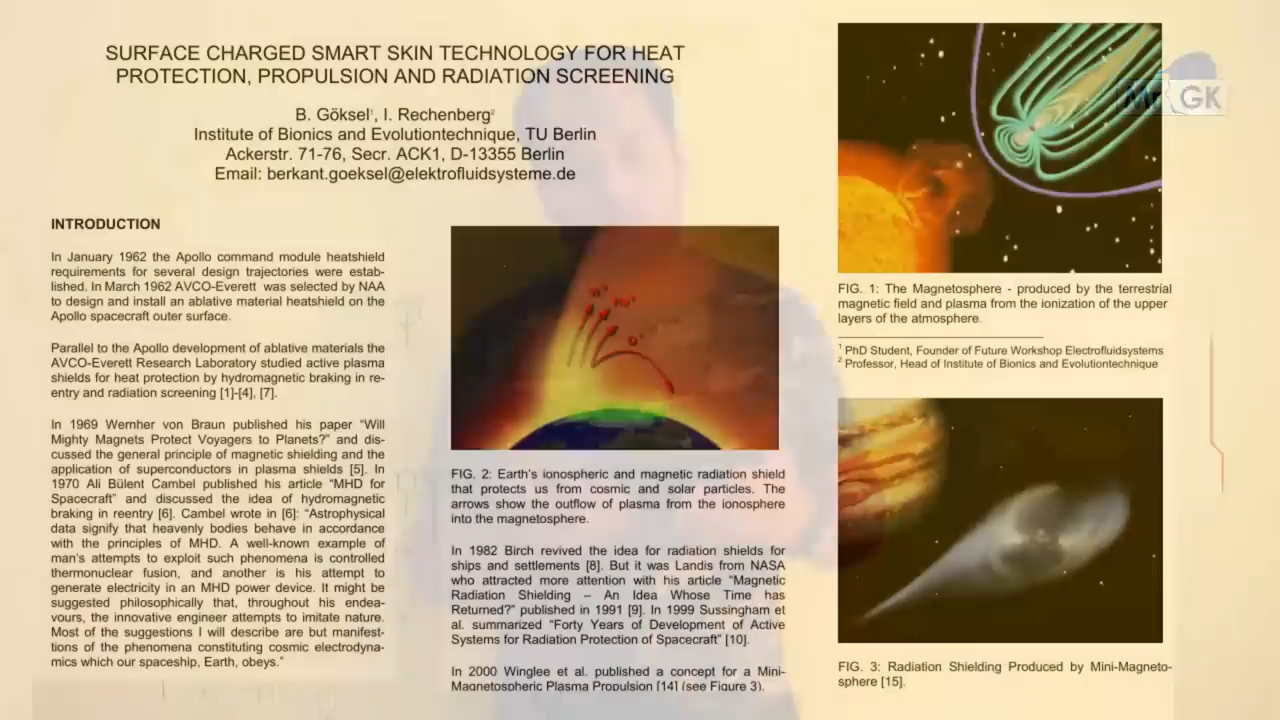 SURFACE CHARGED SMART SKIN TECHNOLOGY FOR HEAT
PROTECTION, PROPULSION AND RADIATION SCREENING
B. Göksel¹, I. Rechenberg²
Institute of Bionics and Evolutiontechnique, TU Berlin
Ackerstr. 71-76, Secr. ACK1, D-13355 Berlin
Email: berkant.goeksel@elektrofluidsysteme.de
INTRODUCTION
In January 1962 the Apollo command module heatshield
requirements for several design trajectories were estab-
lished. In March 1962 AVCO-Everett was selected by NAA
to design and install an ablative material heatshield on the
Apollo spacecraft outer surface.
Parallel to the Apollo development of ablative materials the
AVCO-Everett Research Laboratory studied active plasma
shields for heat protection by hydromagnetic braking in re-
entry and radiation screening [1]-[4], [7].
In 1969 Wernher von Braun published his paper “Will
Mighty Magnets Protect Voyagers to Planets?” and dis-
cussed the general principle of magnetic shielding and the
application of superconductors in plasma shields [5]. In
1970 Ali Bülent Cambel published his article “MHD for
Spacecraft” and discussed the idea of hydromagnetic
braking in reentry [6]. Cambel wrote in [6]: “Astrophysical
data signify that heavenly bodies behave in accordance
with the principles of MHD. A well-known example of
man's attempts to exploit such phenomena is controlled
thermonuclear fusion, and another is his attempt to
generate electricity in an MHD power device. It might be
suggested philosophically that, throughout his endea-
vours, the innovative engineer attempts to imitate nature.
Most of the suggestions I will describe are but manifest-
tions of the phenomena constituting cosmic electrodyna-
mics which our spaceship, Earth, obeys.”
FIG. 2: Earth's ionospheric and magnetic radiation shield
that protects us from cosmic and solar particles. The
arrows show the outflow of plasma from the ionosphere
into the magnetosphere.
In 1982 Birch revived the idea for radiation shields for
ships and settlements [8]. But it was Landis from NASA
who attracted more attention with his article “Magnetic
Radiation Shielding – An Idea Whose Time has
Returned?” published in 1991 [9]. In 1999 Sussingham et
al. summarized “Forty Years of Development of Active
Systems for Radiation Protection of Spacecraft” [10].
In 2000 Winglee et al. published a concept for a Mini-
Magnetospheric Plasma Propulsion [14] (see Figure 3).
Mr GK
FIG. 1: The Magnetosphere - produced by the terrestrial
magnetic field and plasma from the ionization of the upper
layers of the atmosphere.
¹ PhD Student, Founder of Future Workshop Electrofluidsystems
² Professor, Head of Institute of Bionics and Evolutiontechnique
FIG. 3: Radiation Shielding Produced by Mini-Magneto-
sphere [15].